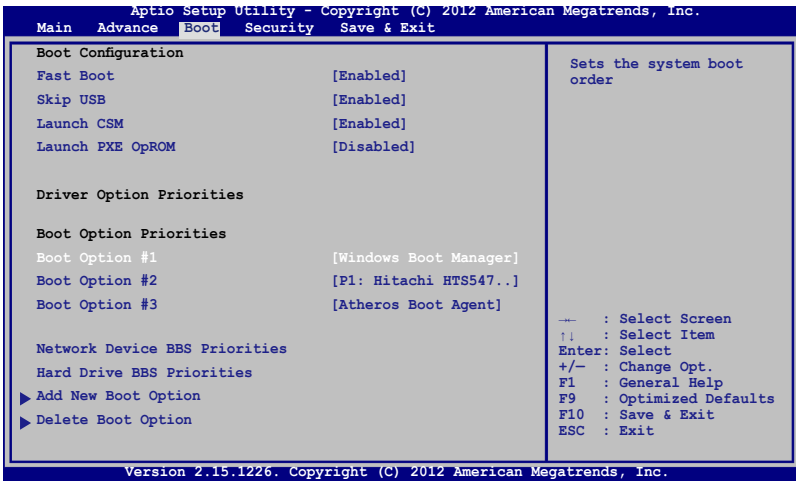 Aptio Setup Utility - Copyright (C) 2012 American Megatrends, Inc.
Main Advance Boot Security Save & Exit
Boot Configuration
Fast Boot [Enabled]
Skip USB [Enabled]
Launch CSM [Enabled]
Launch PXE OpROM [Disabled]
Driver Option Priorities
Boot Option Priorities
Boot Option #1 [Windows Boot Manager]
Boot Option #2 [P1: Hitachi HTS547..]
Boot Option #3 [Atheros Boot Agent]
Network Device BBS Priorities
Hard Drive BBS Priorities
Add New Boot Option
Delete Boot Option
Sets the system boot
order
→← : Select Screen
↑↓ : Select Item
Enter: Select
+/— : Change Opt.
F1 : General Help
F9 : Optimized Defaults
F10 : Save & Exit
ESC : Exit
Version 2.15.1226. Copyright (C) 2012 American Megatrends, Inc.